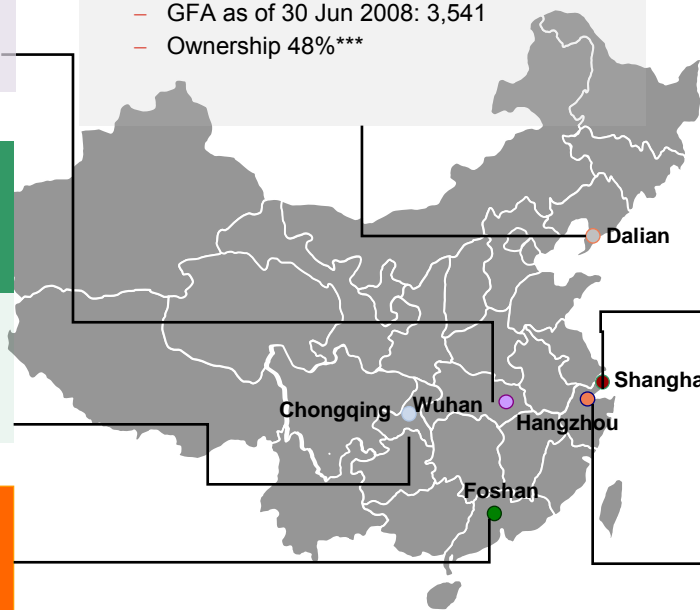 – GFA as of 30 Jun 2008: 3,541
– Ownership 48%***
Dalian
Shangha
Chongqing
Wuhan
Hangzhou
Foshan